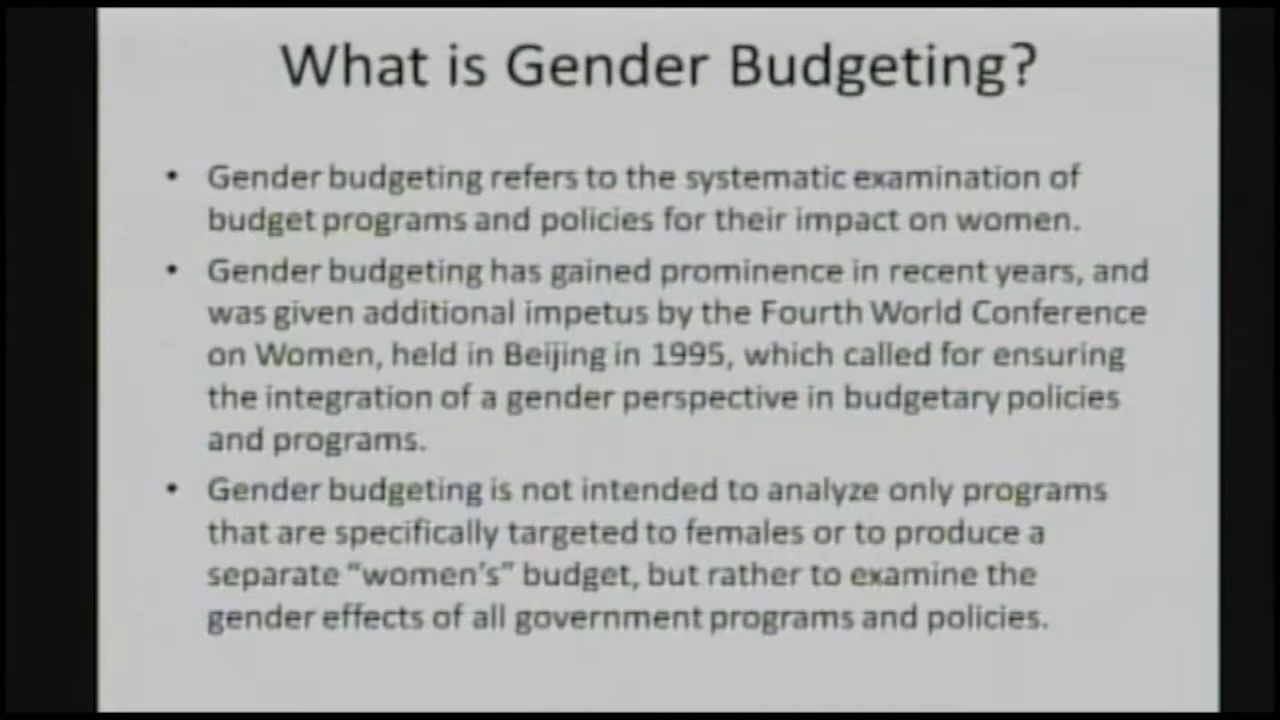 What is Gender Budgeting?
• Gender budgeting refers to the systematic examination of
budget programs and policies for their impact on women.
• Gender budgeting has gained prominence in recent years, and
was given additional impetus by the Fourth World Conference
on Women, held in Beijing in 1995, which called for ensuring
the integration of a gender perspective in budgetary policies
and programs.
• Gender budgeting is not intended to analyze only programs
that are specifically targeted to females or to produce a
separate “women’s” budget, but rather to examine the
gender effects of all government programs and policies.